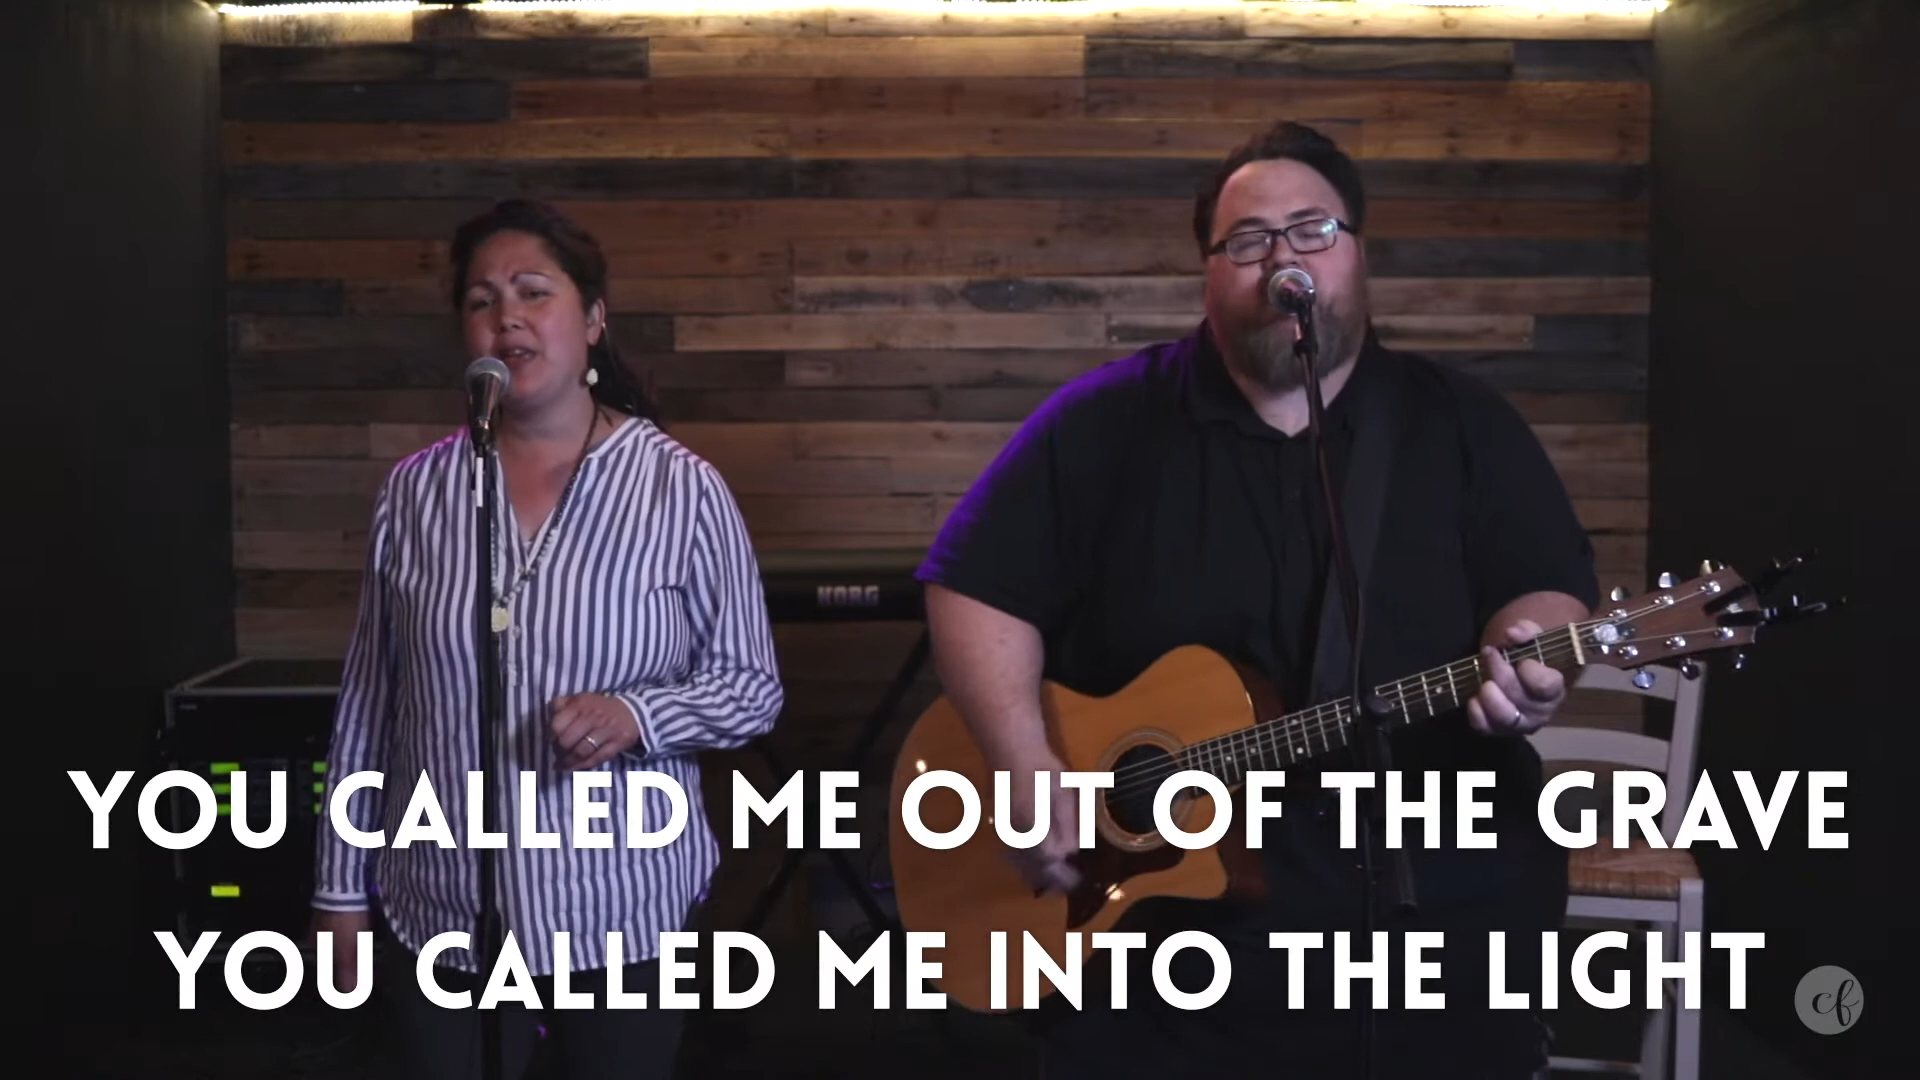 KORG
YOU CALLED ME OUT OF THE GRAVE
YOU CALLED ME INTO THE LIGHT
cf